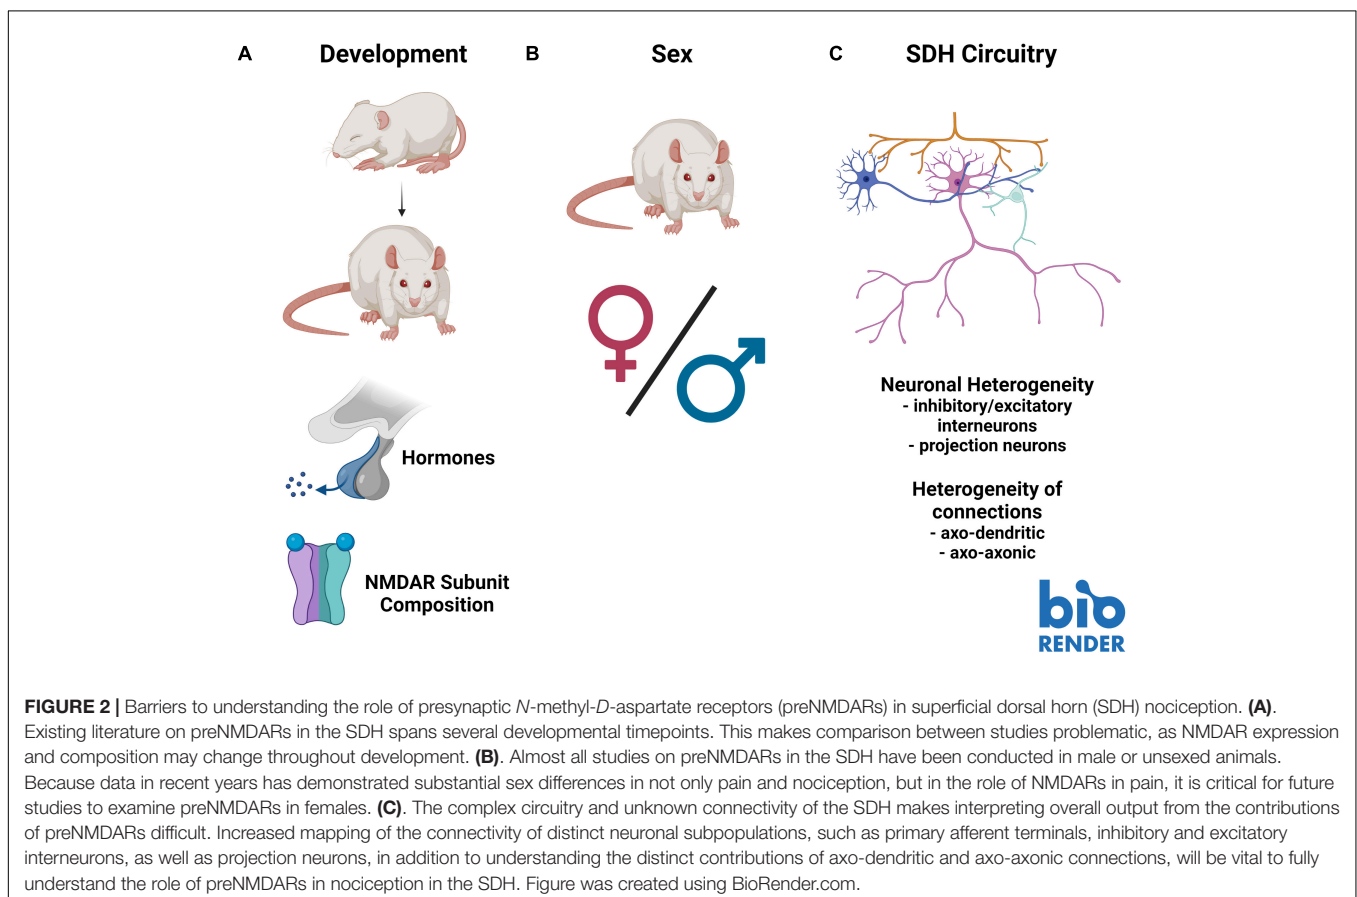 A Development
B Sex
C SDH Circuitry
Hormones
NMDAR Subunit
Composition
Neuronal Heterogeneity
- inhibitory/excitatory
interneurons
- projection neurons
Heterogeneity of
connections
- axo-dendritic
- axo-axonic
bio
RENDER
FIGURE 2 | Barriers to understanding the role of presynaptic N-methyl-D-aspartate receptors (preNMDARs) in superficial dorsal horn (SDH) nociception. (A).
Existing literature on preNMDARs in the SDH spans several developmental timepoints. This makes comparison between studies problematic, as NMDAR expression
and composition may change throughout development. (B). Almost all studies on preNMDARs in the SDH have been conducted in male or unsexed animals.
Because data in recent years has demonstrated substantial sex differences in not only pain and nociception, but in the role of NMDARs in pain, it is critical for future
studies to examine preNMDARs in females. (C). The complex circuitry and unknown connectivity of the SDH makes interpreting overall output from the contributions
of preNMDARs difficult. Increased mapping of the connectivity of distinct neuronal subpopulations, such as primary afferent terminals, inhibitory and excitatory
interneurons, as well as projection neurons, in addition to understanding the distinct contributions of axo-dendritic and axo-axonic connections, will be vital to fully
understand the role of preNMDARs in nociception in the SDH. Figure was created using BioRender.com.